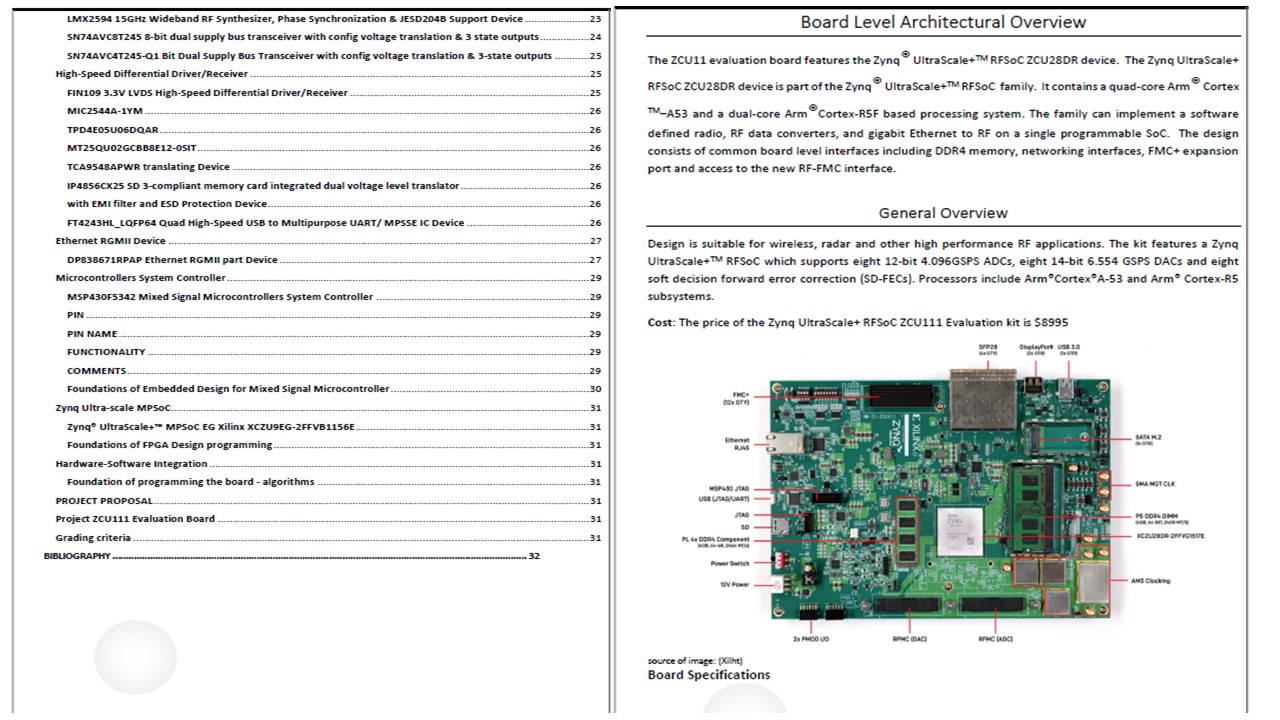 LMX2594 15GHz Wideband RF Synthesizer, Phase Synchronization & JESD204B Support Device ........................23
SN74AVC8T245 8-bit dual supply bus transceiver with config voltage translation & 3 state outputs..................24
SN74AVC4T245-Q1 Bit Dual Supply Bus Transceiver with config voltage translation & 3-state outputs ..............25
High-Speed Differential Driver/Receiver ........................25
FIN109 3.3V LVDS High-Speed Differential Driver/Receiver ........................25
MIC2544A-1YM ........................26
TPD4E05U06DQAR ........................26
MT25QU02GCBB8E12-0SIT ........................26
TCA9548APWR translating Device ........................26
IP4856CX25 SD 3-compliant memory card integrated dual voltage level translator ........................26
with EMI filter and ESD Protection Device ........................26
FT4243HL_LQFP64 Quad High-Speed USB to Multipurpose UART/ MPSSE IC Device ........................26
Ethernet RGMII Device ........................27
DP838671RPAP Ethernet RGMII part Device ........................27
Microcontrollers System Controller ........................29
MSP430F5342 Mixed Signal Microcontrollers System Controller ........................29
PIN ........................29
PIN NAME ........................29
FUNCTIONALITY ........................29
COMMENTS ........................29
Foundations of Embedded Design for Mixed Signal Microcontroller ........................30
Zynq Ultra-scale MPSoC ........................31
Zynq® UltraScale+™ MPSoC EG Xilinx XCZU9EG-2FFVB1156E ........................31
Foundations of FPGA Design programming ........................31
Hardware-Software Integration ........................31
Foundation of programming the board - algorithms ........................31
PROJECT PROPOSAL ........................31
Project ZCU111 Evaluation Board ........................31
Grading criteria ........................31
BIBLIOGRAPHY ........................ 32
Board Level Architectural Overview
The ZCU11 evaluation board features the Zynq® UltraScale+™ RFSoC ZCU28DR device. The Zynq UltraScale+
RFSoC ZCU28DR device is part of the Zynq® UltraScale+™ RFSoC family. It contains a quad-core Arm® Cortex
™–A53 and a dual-core Arm®Cortex-R5F based processing system. The family can implement a software
defined radio, RF data converters, and gigabit Ethernet to RF on a single programmable SoC. The design
consists of common board level interfaces including DDR4 memory, networking interfaces, FMC+ expansion
port and access to the new RF-FMC interface.
General Overview
Design is suitable for wireless, radar and other high performance RF applications. The kit features a Zynq
UltraScale+™ RFSoC which supports eight 12-bit 4.096GSPS ADCs, eight 14-bit 6.554 GSPS DACs and eight
soft decision forward error correction (SD-FECs). Processors include Arm®Cortex®A-53 and Arm® Cortex-R5
subsystems.
Cost: The price of the Zynq UltraScale+ RFSoC ZCU111 Evaluation kit is $8995
SFP28
(4x GTY)
DisplayPort
(2x GTR)
USB 3.0
(1x GTR)
FMC+
(12x GTY)
XILINX
ZYNQ
Ethernet
RJ45
SATA M.2
(1x GTR)
SMA MGT CLK
MSP430 JTAG
USB (JTAG/UART)
JTAG
SD
PS DDR4 DIMM
(4GB, 64-BIT, 2400 MT/S)
ZYNQ
XCZU28DR-2FFVG1517E
PL 4x DDR4 Component
(4GB, 64-bit, 2666 MT/s)
Power Switch
12V Power
AMS Clocking
2x PMOD I/O
RFMC (DAC)
RFMC (ADC)
source of image: (Xilht)
Board Specifications